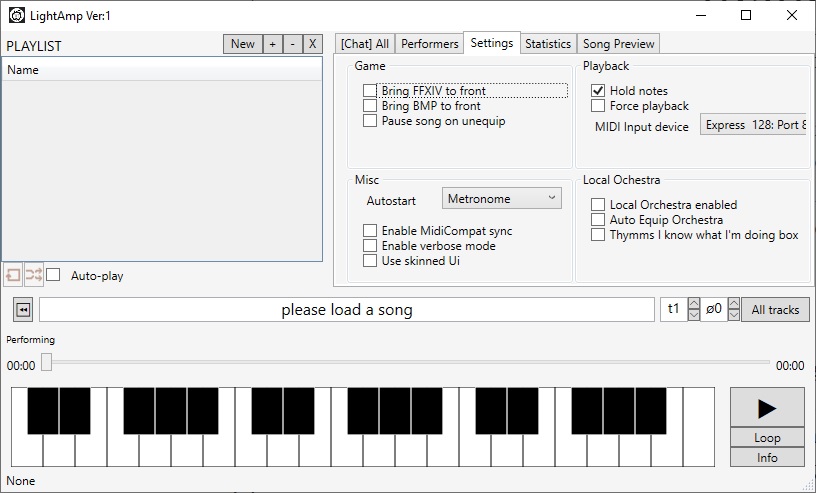 LightAmp Ver:1
PLAYLIST
New + - X
Name
Auto-play
[Chat] All Performers Settings Statistics Song Preview
Game
Bring FFXIV to front
Bring BMP to front
Pause song on unequip
Playback
Hold notes
Force playback
MIDI Input device Express 128: Port 8
Misc
Autostart Metronome
Enable MidiCompat sync
Enable verbose mode
Use skinned Ui
Local Ochestra
Local Orchestra enabled
Auto Equip Orchestra
Thymms I know what I'm doing box
please load a song
t1 ø0 All tracks
Performing
00:00 00:00
Loop
Info
None